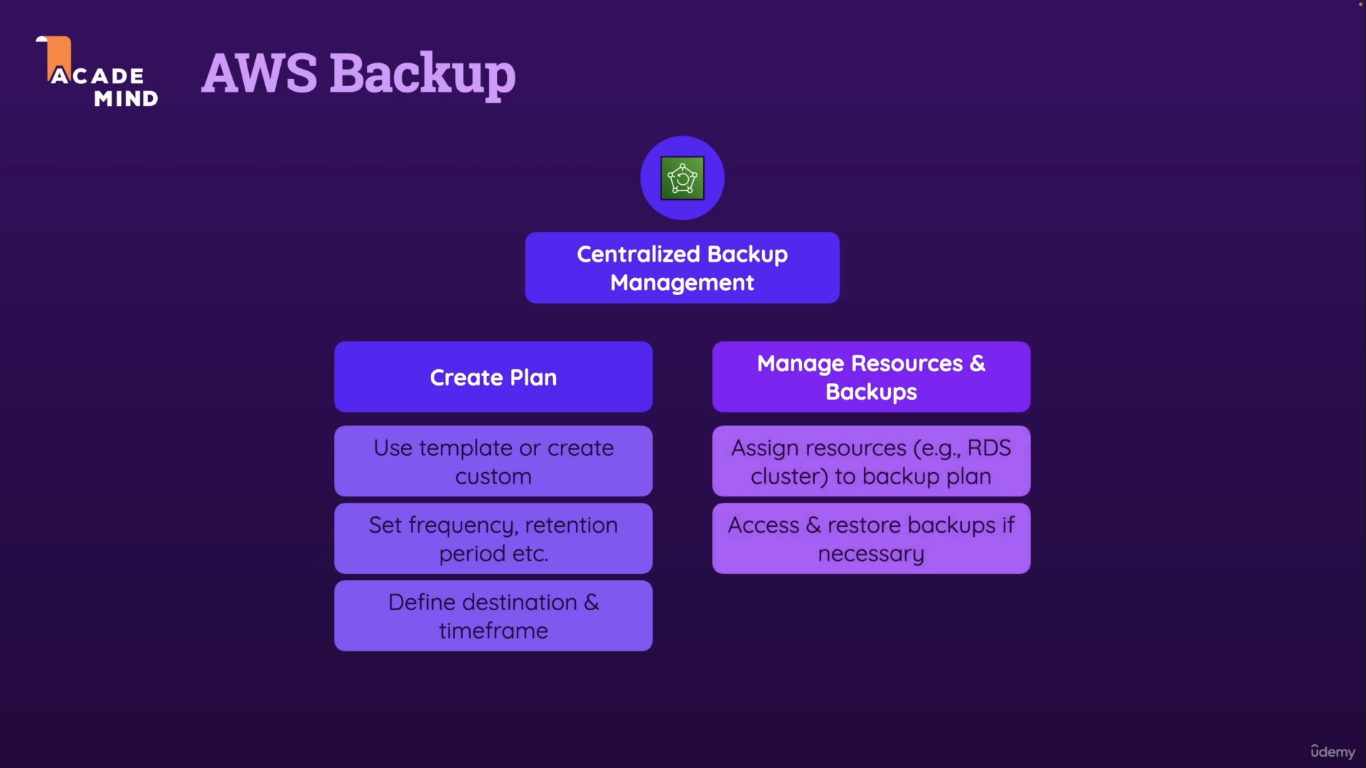 ACADE
MIND
AWS Backup
Centralized Backup
Management
Create Plan
Use template or create
custom
Set frequency, retention
period etc.
Define destination &
timeframe
Manage Resources &
Backups
Assign resources (e.g., RDS
cluster) to backup plan
Access & restore backups if
necessary
udemy